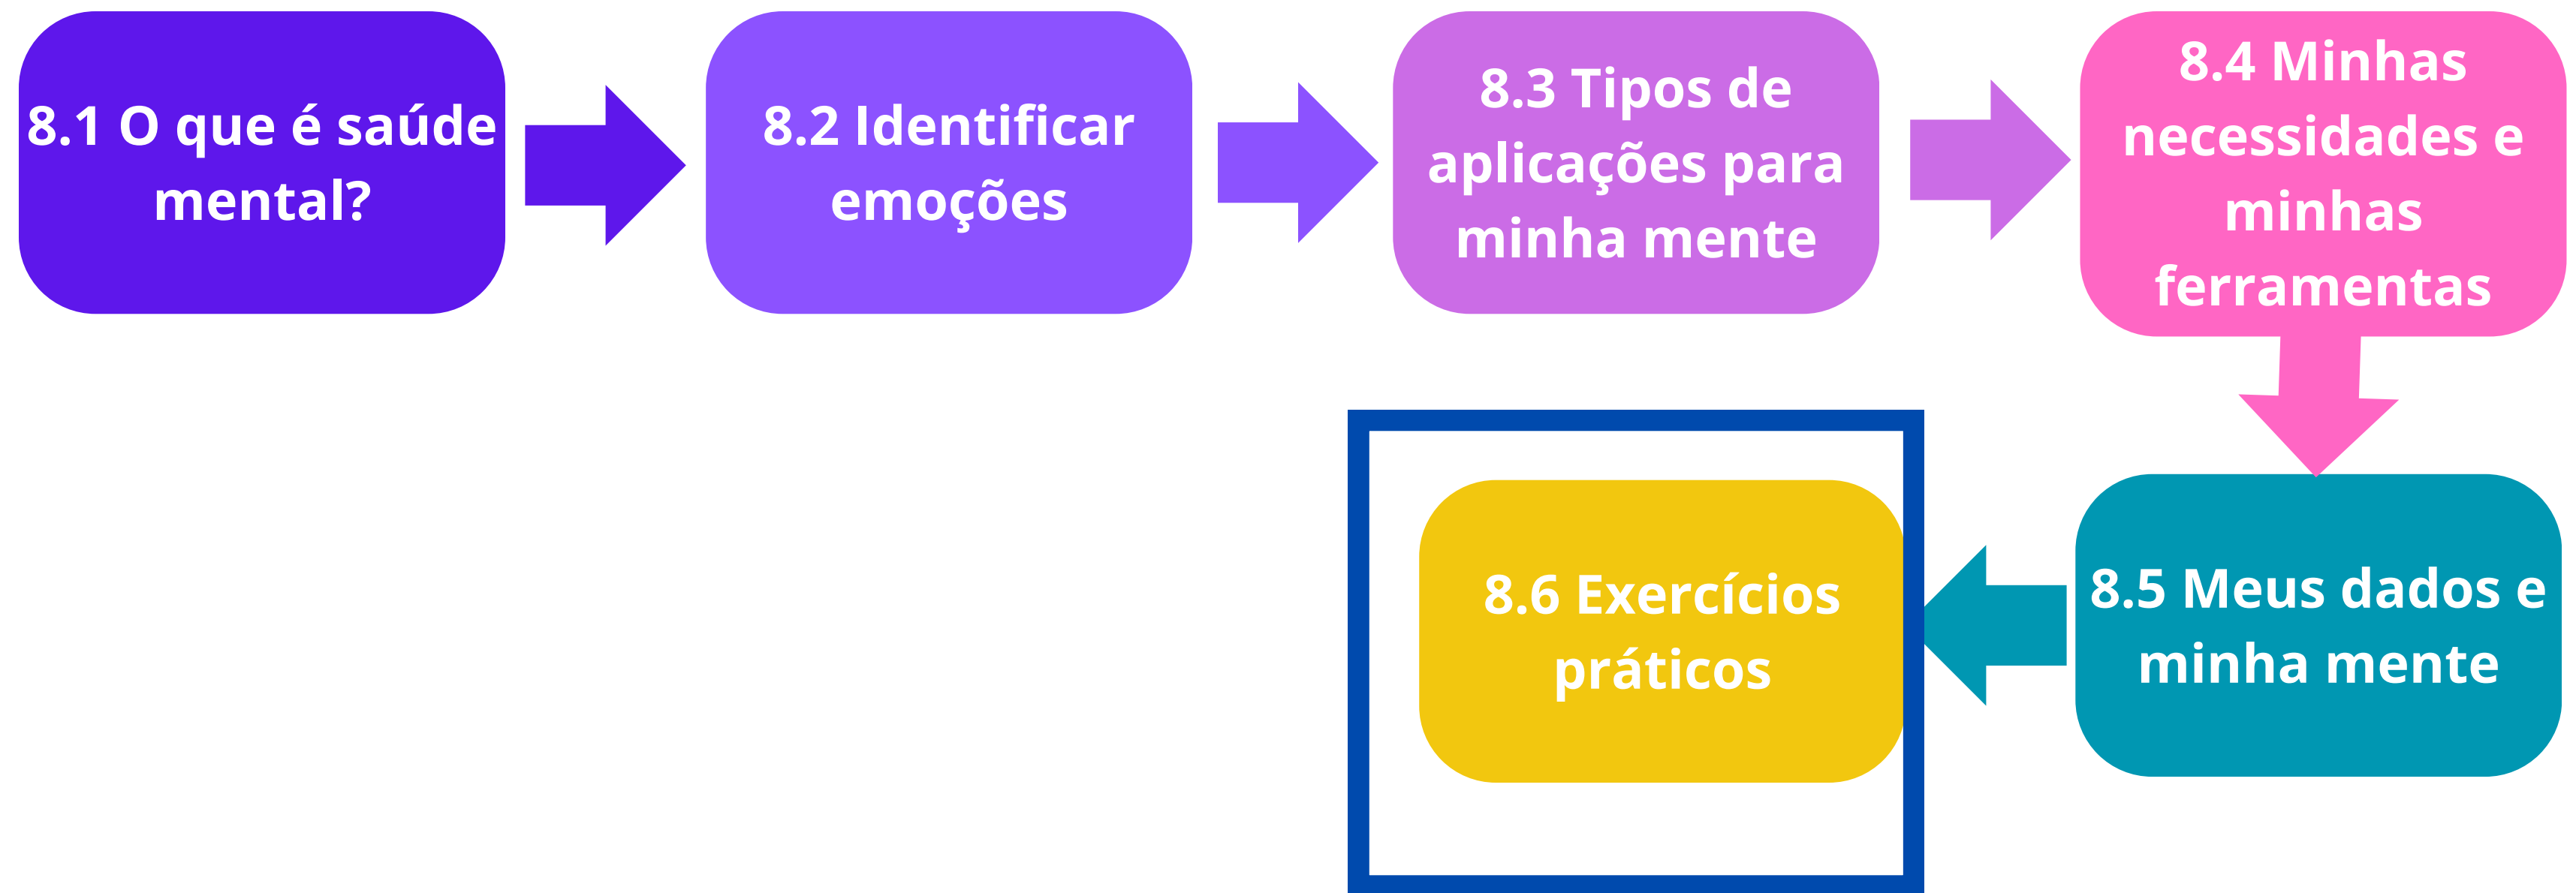 8.1 O que é saúde
mental?
8.2 Identificar
emoções
8.3 Tipos de
aplicações para
minha mente
8.4 Minhas
necessidades e
minhas
ferramentas
8.5 Meus dados e
minha mente
8.6 Exercícios
práticos